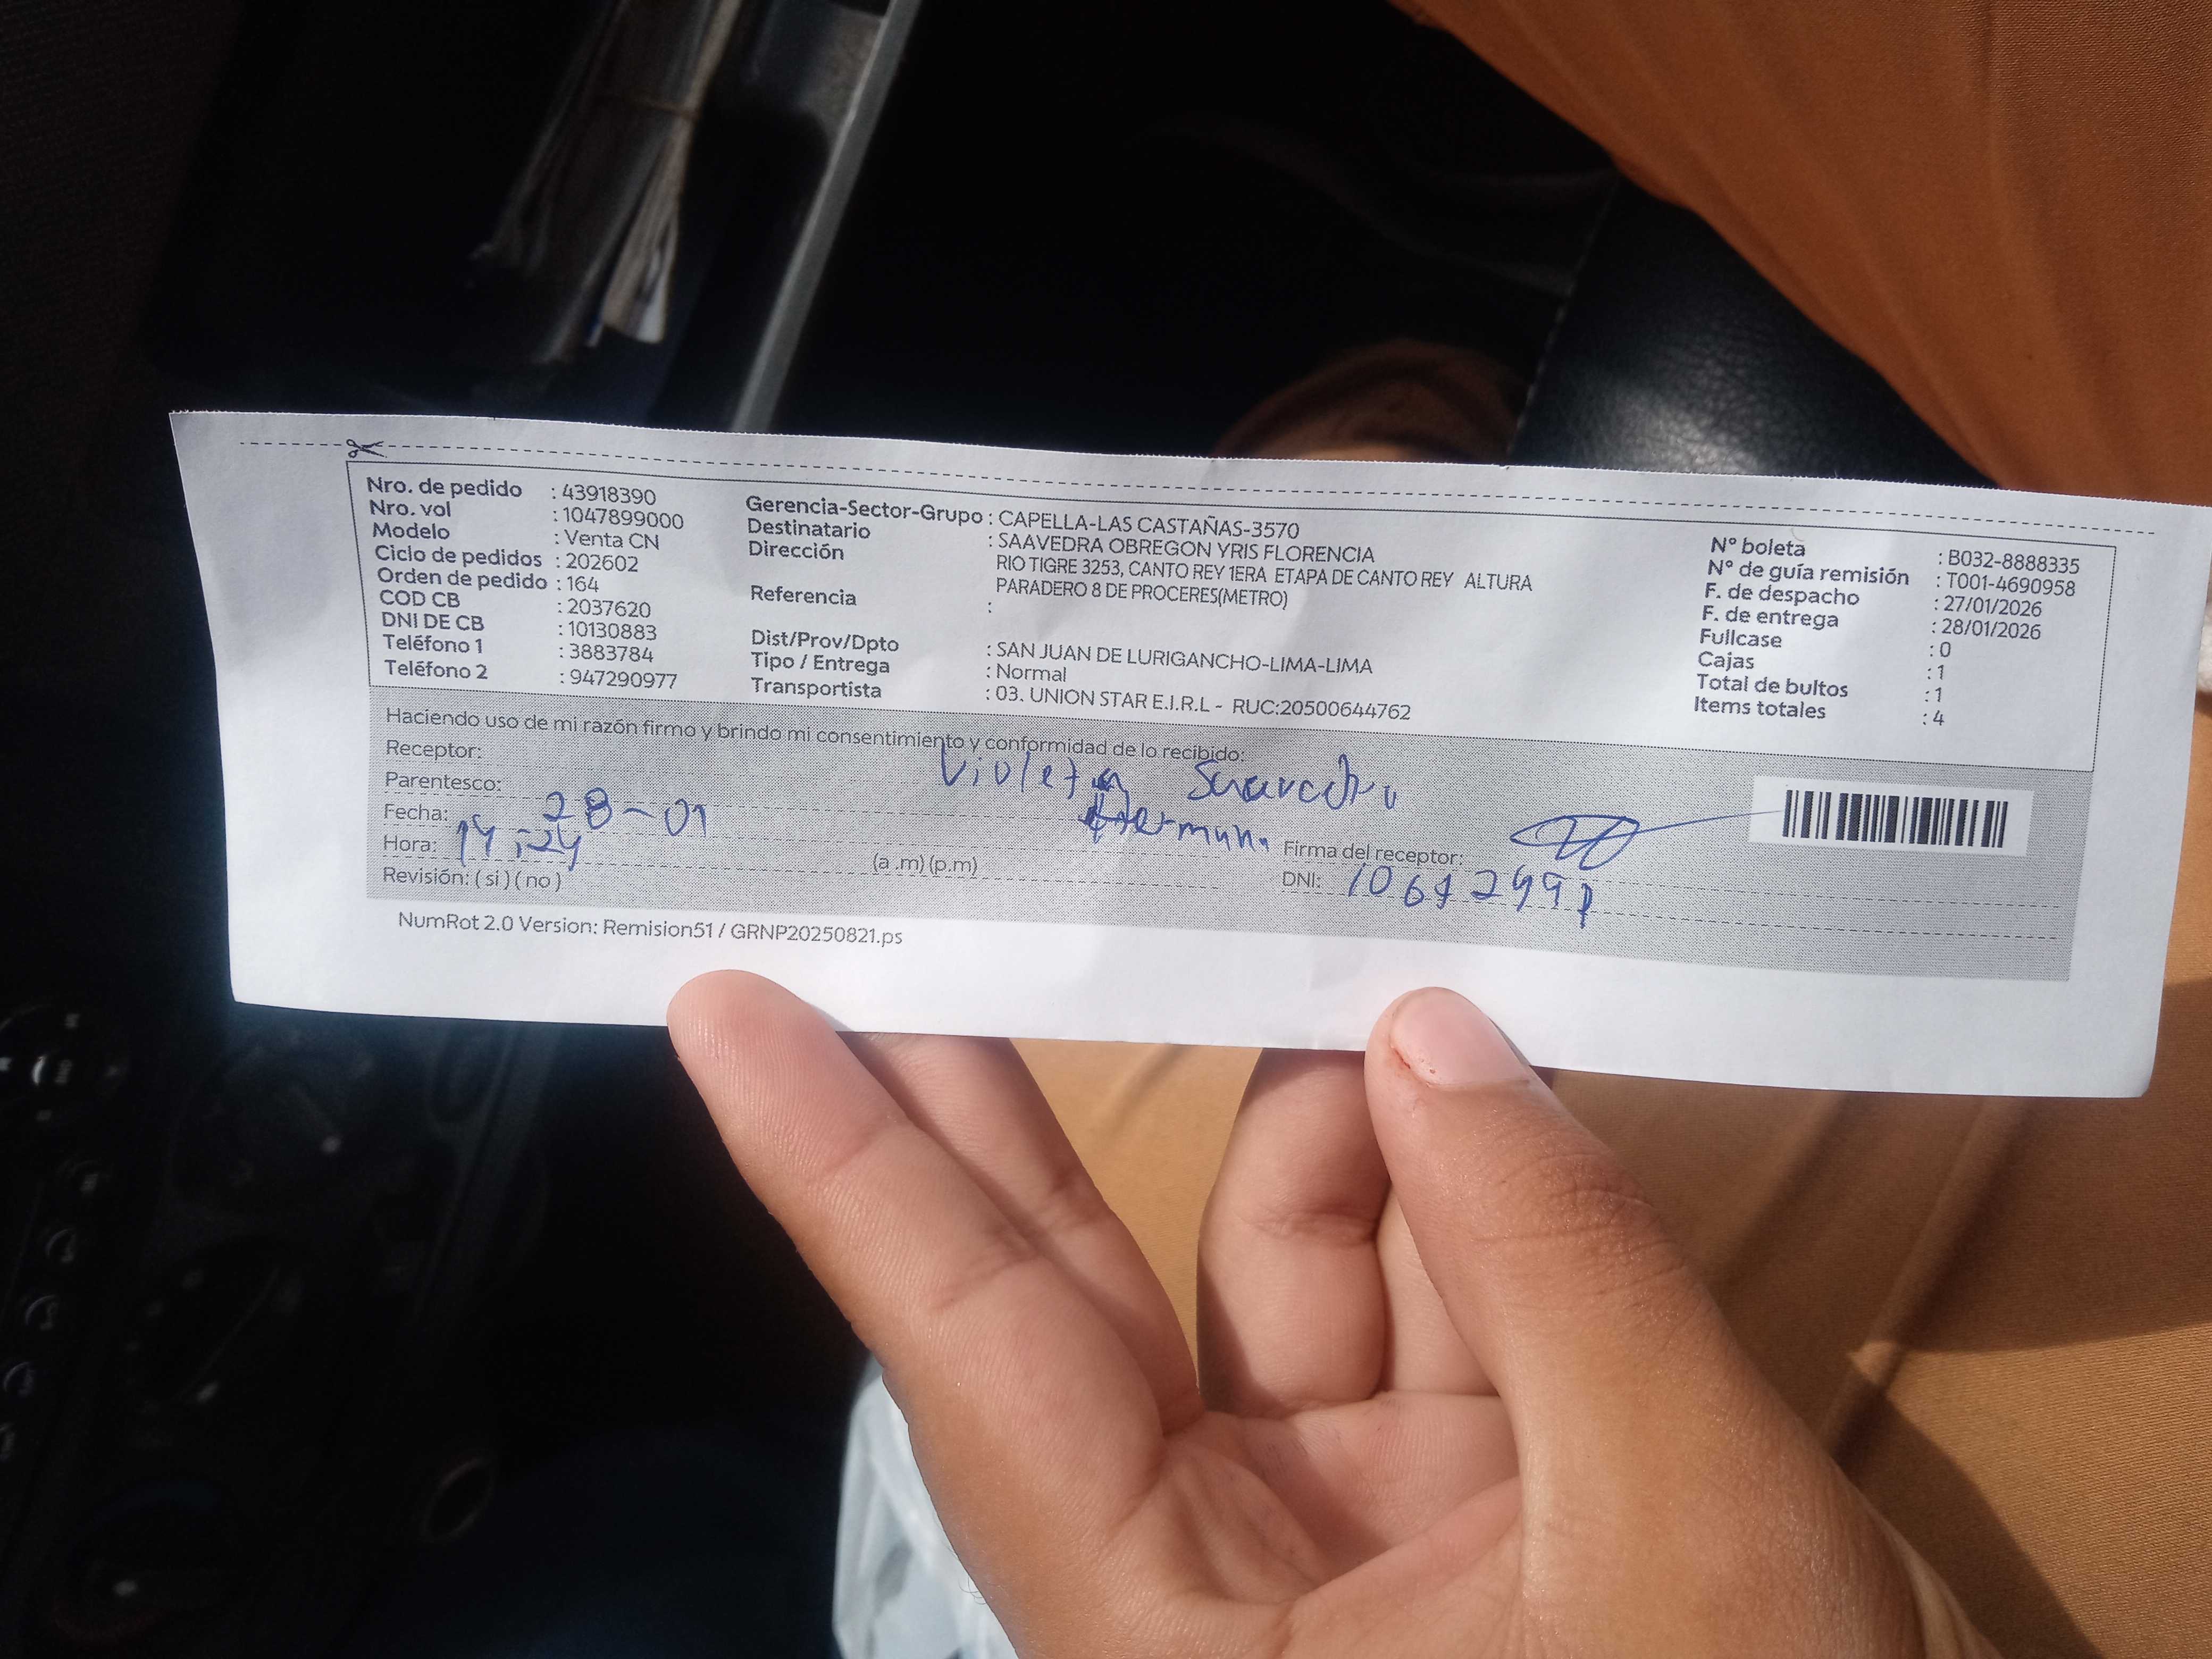 Nro. de pedido : 43918390
Nro. vol : 1047899000
Modelo : Venta CN
Ciclo de pedidos : 202602
Orden de pedido : 164
COD CB : 2037620
DNI DE CB : 10130883
Teléfono 1 : 3883784
Teléfono 2 : 947290977
Gerencia-Sector-Grupo : CAPELLA-LAS CASTAÑAS-3570
Destinatario : SAAVEDRA OBREGON YRIS FLORENCIA
Dirección RIO TIGRE 3253, CANTO REY 1ERA ETAPA DE CANTO REY ALTURA
PARADERO 8 DE PROCERES(METRO)
Referencia :
Dist/Prov/Dpto : SAN JUAN DE LURIGANCHO-LIMA-LIMA
Tipo / Entrega : Normal
Transportista : 03. UNION STAR E.I.R.L - RUC:20500644762
N° boleta : B032-8888335
N° de guía remisión : T001-4690958
F. de despacho : 27/01/2026
F. de entrega : 28/01/2026
Fullcase : 0
Cajas : 1
Total de bultos : 1
Items totales : 4
Haciendo uso de mi razón firmo y brindo mi consentimiento y conformidad de lo recibido:
Receptor: Violeta
Parentesco:
Fecha: 28-01
Hora: 14:24 (a.m) (p.m)
Revisión: ( si ) ( no )
Firma del receptor:
DNI:
NumRot 2.0 Version: Remision51 / GRNP20250821.ps